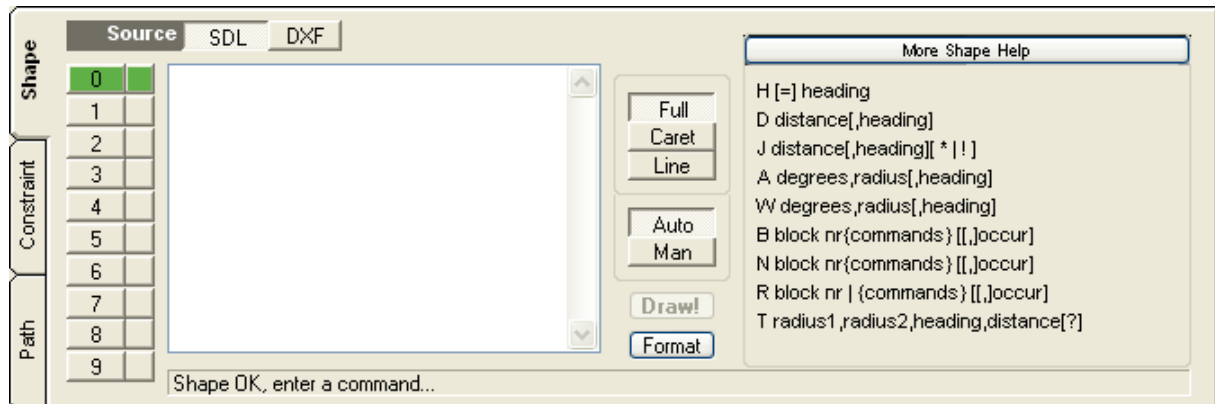 Shape
Constraint
Path
Source SDL DXF
0
1
2
3
4
5
6
7
8
9
Full
Caret
Line
Auto
Man
Draw!
Format
Shape OK, enter a command...
More Shape Help
H [=] heading
D distance[,heading]
J distance[,heading][ * | ! ]
A degrees,radius[,heading]
W degrees,radius[,heading]
B block nr{commands} [[,]occur]
N block nr{commands} [[,]occur]
R block nr | {commands} [[,]occur]
T radius1,radius2,heading,distance[?]